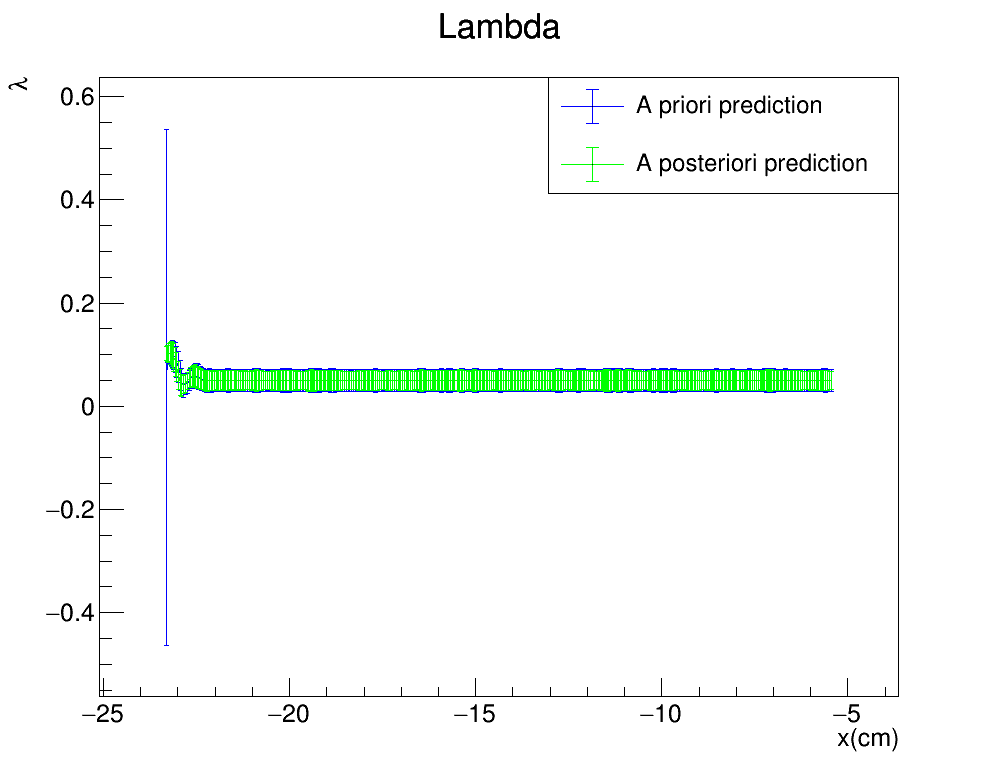 Lambda
λ
A priori prediction
A posteriori prediction
0.6
0.4
0.2
0
−0.2
−0.4
−25 −20 −15 −10 −5
x(cm)